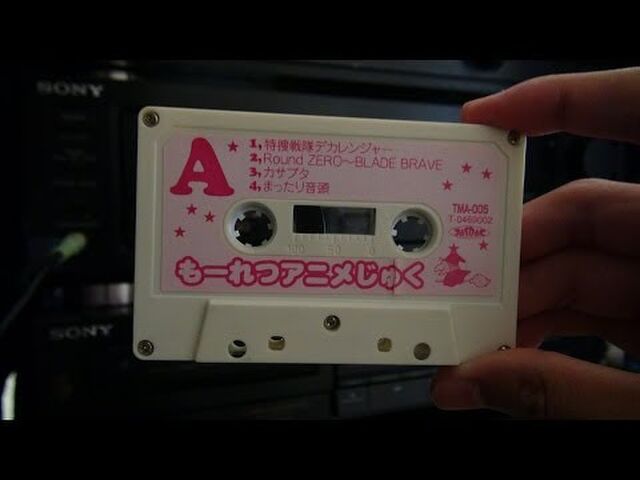 SONY
A
1, 特捜戦隊デカレンジャー
2, Round ZERO～BLADE BRAVE
3, カサブタ
4, まったり音頭
TMA-005
T-0469002
100 50 0
もーれつアニメじゅく
SONY